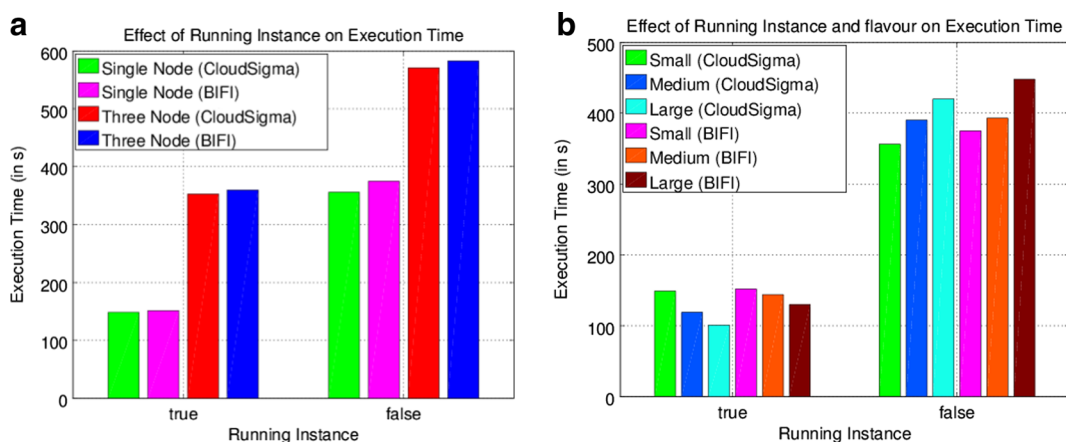 a
Effect of Running Instance on Execution Time
600
500
400
300
200
100
0
Execution Time (in s)
Single Node (CloudSigma)
Single Node (BIFI)
Three Node (CloudSigma)
Three Node (BIFI)
true
false
Running Instance
b
Effect of Running Instance and flavour on Execution Time
500
400
300
200
100
0
Execution Time (in s)
Small (CloudSigma)
Medium (CloudSigma)
Large (CloudSigma)
Small (BIFI)
Medium (BIFI)
Large (BIFI)
true
false
Running Instance